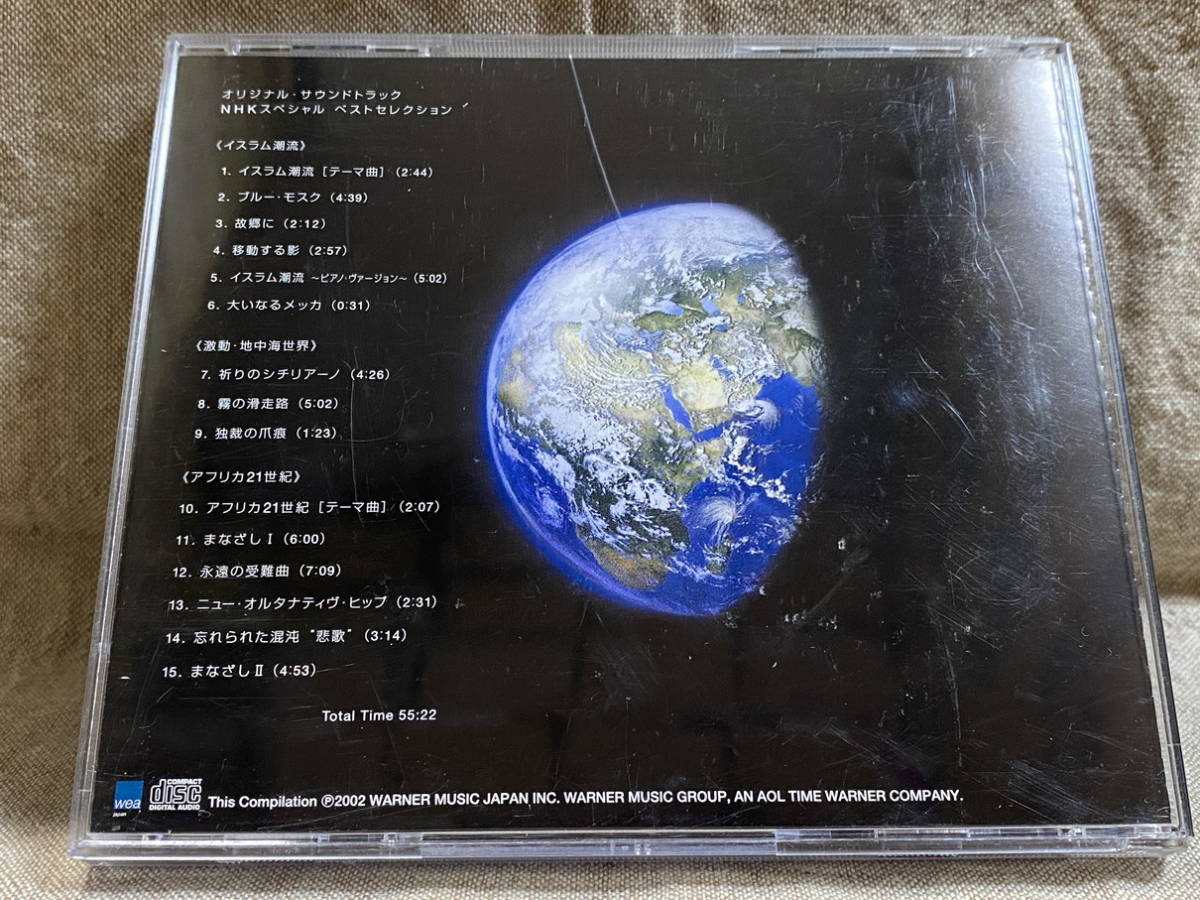 オリジナル・サウンドトラック
NHKスペシャル ベストセレクション
《イスラム潮流》
1. イスラム潮流［テーマ曲］（2:44）
2. ブルー・モスク（4:39）
3. 故郷に（2:12）
4. 移動する影（2:57）
5. イスラム潮流 〜ピアノ・ヴァージョン〜（5:02）
6. 大いなるメッカ（0:31）
《激動・地中海世界》
7. 祈りのシチリアーノ（4:26）
8. 霧の滑走路（5:02）
9. 独裁の爪痕（1:23）
《アフリカ21世紀》
10. アフリカ21世紀［テーマ曲］（2:07）
11. まなざしⅠ（6:00）
12. 永遠の受難曲（7:09）
13. ニュー・オルタナティヴ・ヒップ（2:31）
14. 忘れられた混沌“悲歌”（3:14）
15. まなざしⅡ（4:53）
Total Time 55:22
wea
japan
COMPACT
disc
DIGITAL AUDIO
This Compilation ℗2002 WARNER MUSIC JAPAN INC. WARNER MUSIC GROUP, AN AOL TIME WARNER COMPANY.